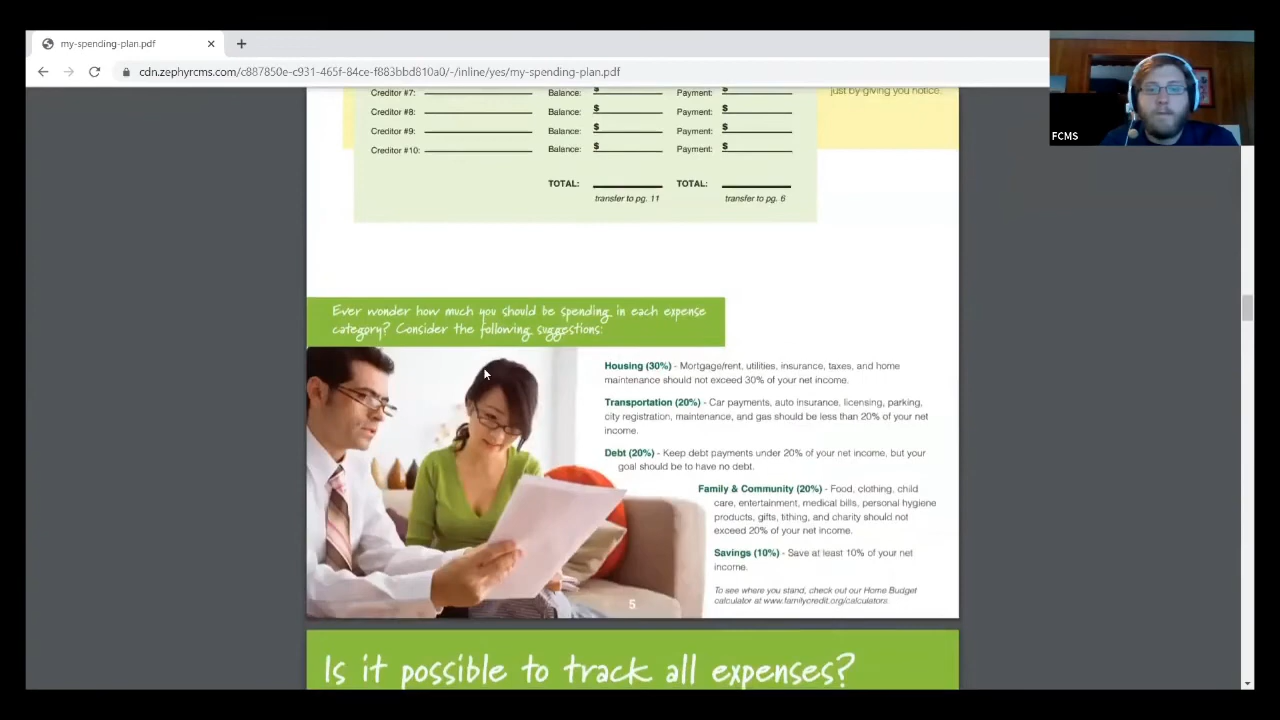 my-spending-plan.pdf
cdn.zephyrcms.com/c887850e-c931-465f-84ce-f883bbd810a0/-/inline/yes/my-spending-plan.pdf
FCMS
Creditor #7: Balance: $ Payment: $
just by giving you notice.
Creditor #8: Balance: $ Payment: $
Creditor #9: Balance: $ Payment: $
Creditor #10: Balance: $ Payment: $
TOTAL: TOTAL:
transfer to pg. 11 transfer to pg. 6
Ever wonder how much you should be spending in each expense
category? Consider the following suggestions:
Housing (30%) - Mortgage/rent, utilities, insurance, taxes, and home
maintenance should not exceed 30% of your net income.
Transportation (20%) - Car payments, auto insurance, licensing, parking,
city registration, maintenance, and gas should be less than 20% of your net
income.
Debt (20%) - Keep debt payments under 20% of your net income, but your
goal should be to have no debt.
Family & Community (20%) - Food, clothing, child
care, entertainment, medical bills, personal hygiene
products, gifts, tithing, and charity should not
exceed 20% of your net income.
Savings (10%) - Save at least 10% of your net
income.
To see where you stand, check out our Home Budget
calculator at www.familycredit.org/calculators.
5
Is it possible to track all expenses?